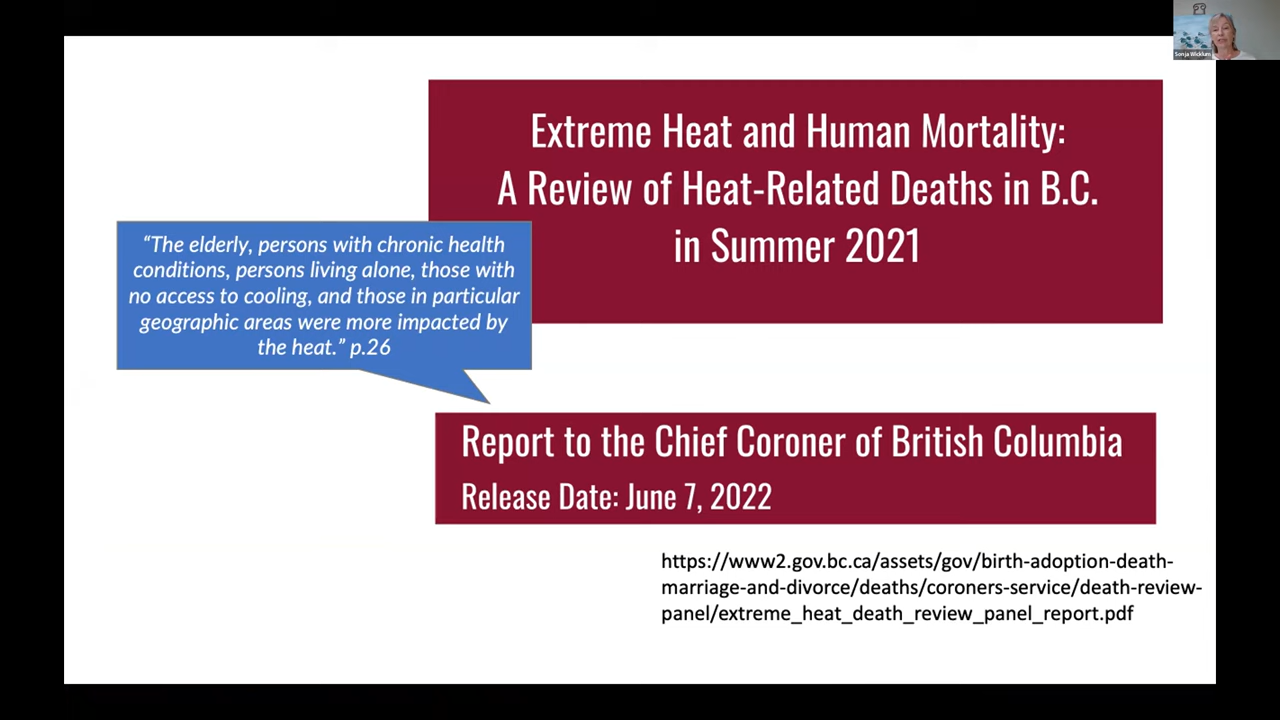 Extreme Heat and Human Mortality:
A Review of Heat-Related Deaths in B.C.
in Summer 2021
“The elderly, persons with chronic health
conditions, persons living alone, those with
no access to cooling, and those in particular
geographic areas were more impacted by
the heat.” p.26
Report to the Chief Coroner of British Columbia
Release Date: June 7, 2022
https://www2.gov.bc.ca/assets/gov/birth-adoption-death-
marriage-and-divorce/deaths/coroners-service/death-review-
panel/extreme_heat_death_review_panel_report.pdf
Sonja Wicklum